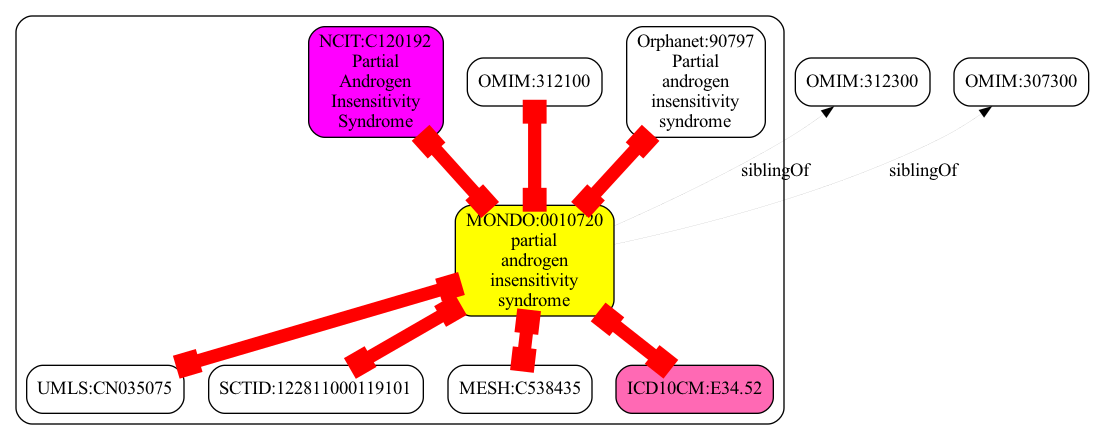 NCIT:C120192
Partial
Androgen
Insensitivity
Syndrome
OMIM:312100
Orphanet:90797
Partial
androgen
insensitivity
syndrome
OMIM:312300
OMIM:307300
siblingOf
siblingOf
MONDO:0010720
partial
androgen
insensitivity
syndrome
UMLS:CN035075
SCTID:122811000119101
MESH:C538435
ICD10CM:E34.52